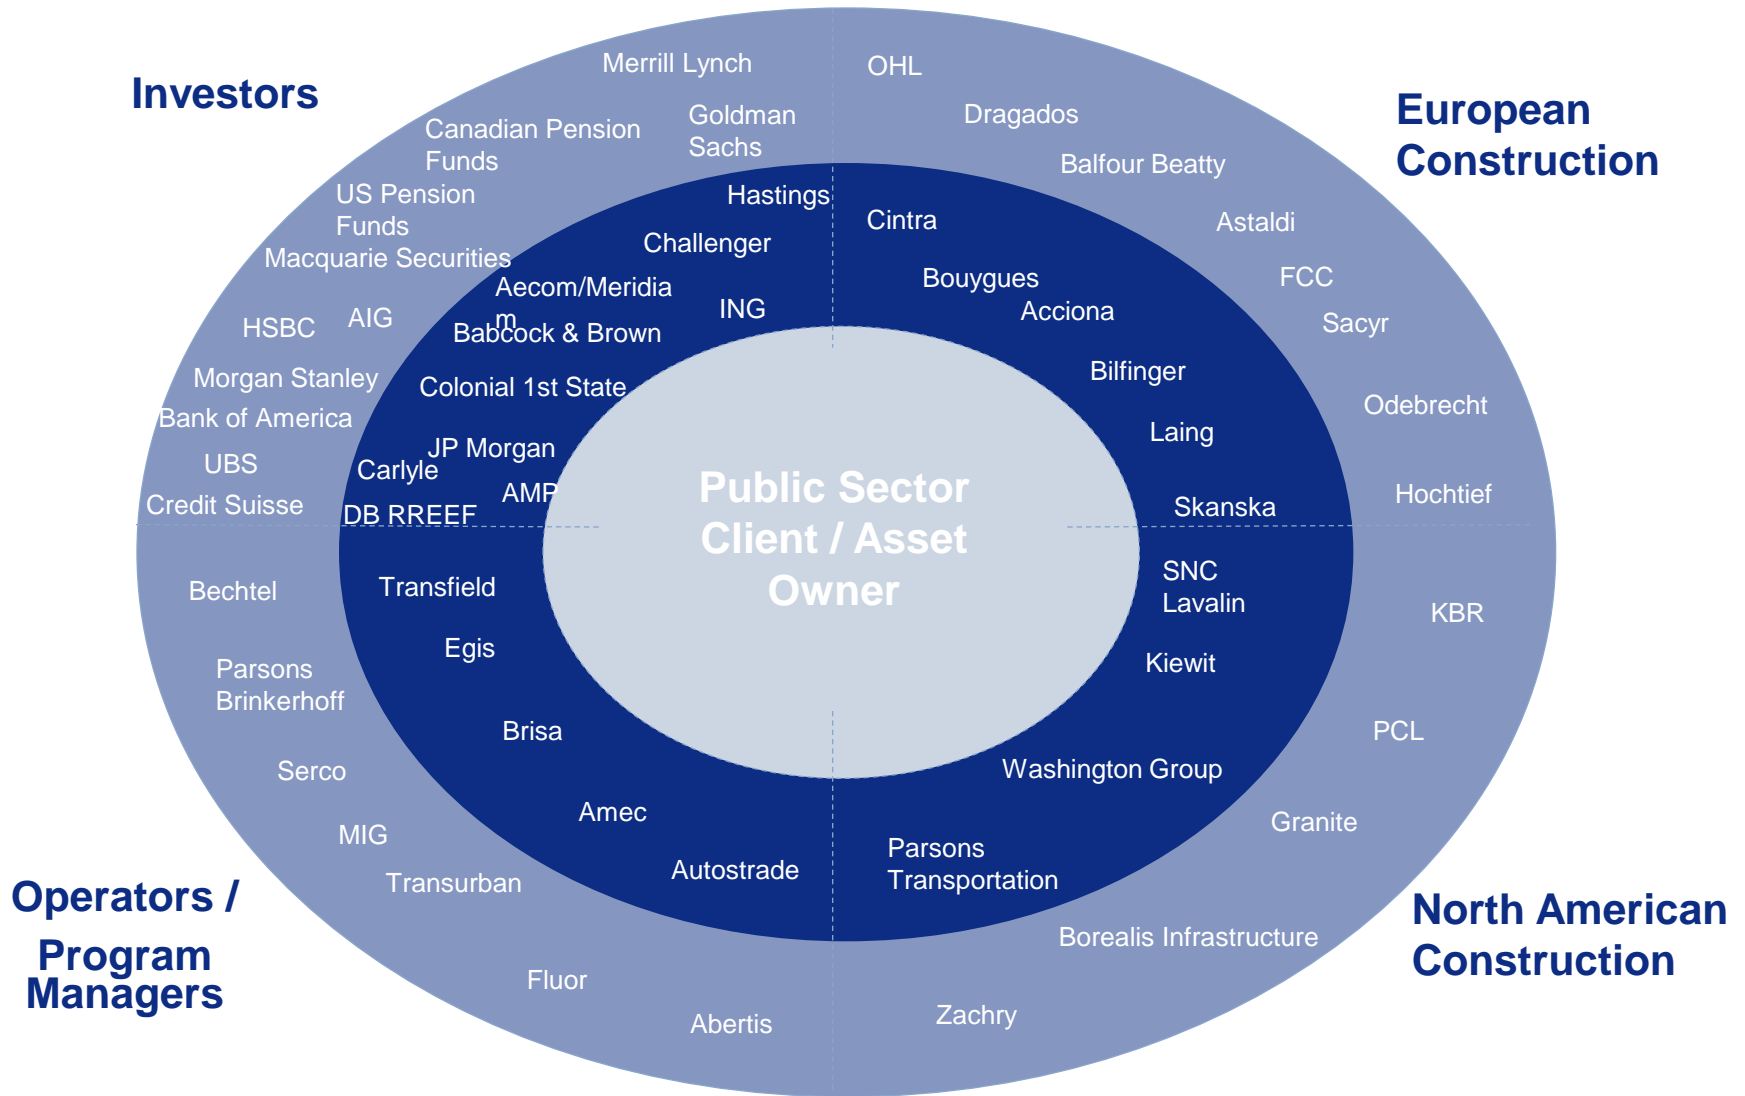 Investors
Merrill Lynch
Goldman
Sachs
Canadian Pension
Funds
US Pension
Funds
Macquarie Securities
HSBC
AIG
Morgan Stanley
Bank of America
UBS
Credit Suisse
Hastings
Challenger
Aecom/Meridia
m
ING
Babcock & Brown
Colonial 1st State
JP Morgan
Carlyle
AMP
DB RREEF
European
Construction
OHL
Dragados
Balfour Beatty
Astaldi
FCC
Sacyr
Odebrecht
Hochtief
Cintra
Bouygues
Acciona
Bilfinger
Laing
Skanska
Public Sector
Client / Asset
Owner
Operators /
Program
Managers
Bechtel
Parsons
Brinkerhoff
Serco
MIG
Transurban
Fluor
Abertis
Transfield
Egis
Brisa
Amec
Autostrade
North American
Construction
SNC
Lavalin
Kiewit
Washington Group
Parsons
Transportation
KBR
PCL
Granite
Borealis Infrastructure
Zachry